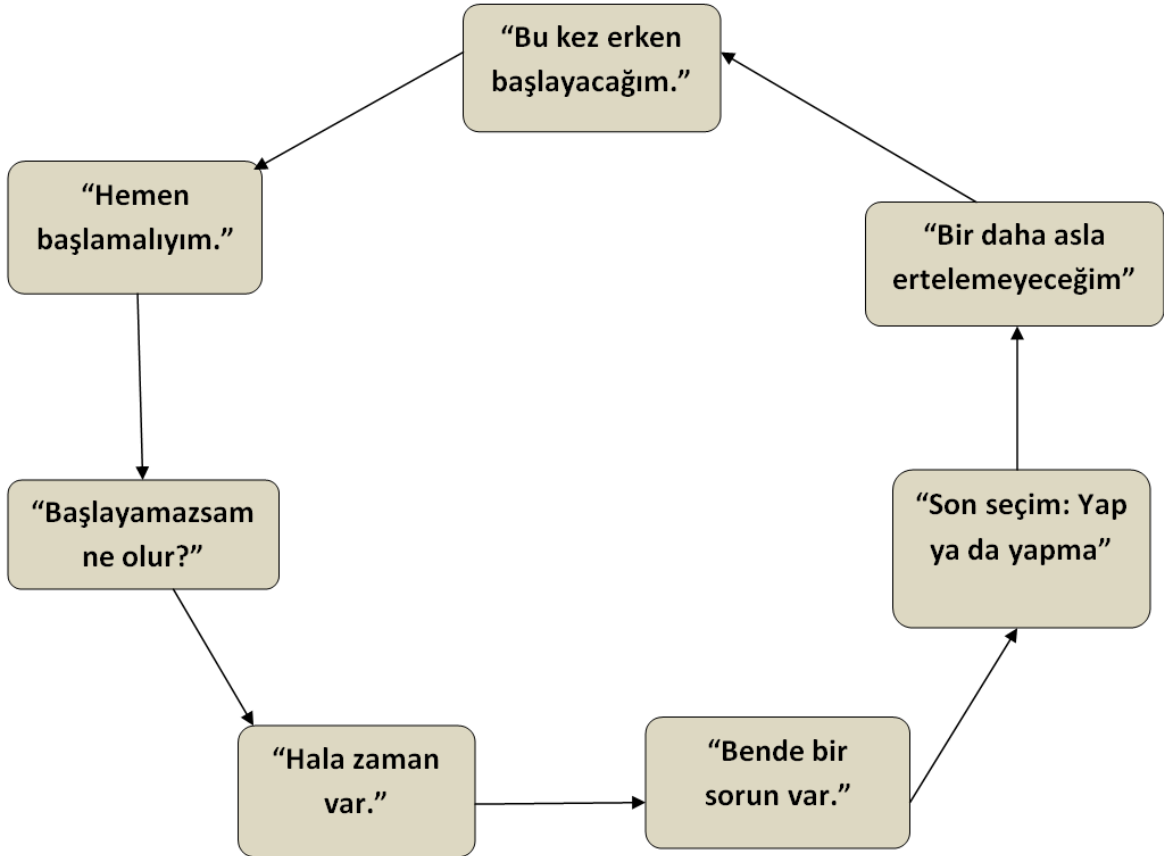 “Bu kez erken
başlayacağım.”
“Hemen
başlamalıyım.”
“Başlayamazsam
ne olur?”
“Hala zaman
var.”
“Bende bir
sorun var.”
“Son seçim: Yap
ya da yapma”
“Bir daha asla
ertelemeyeceğim”